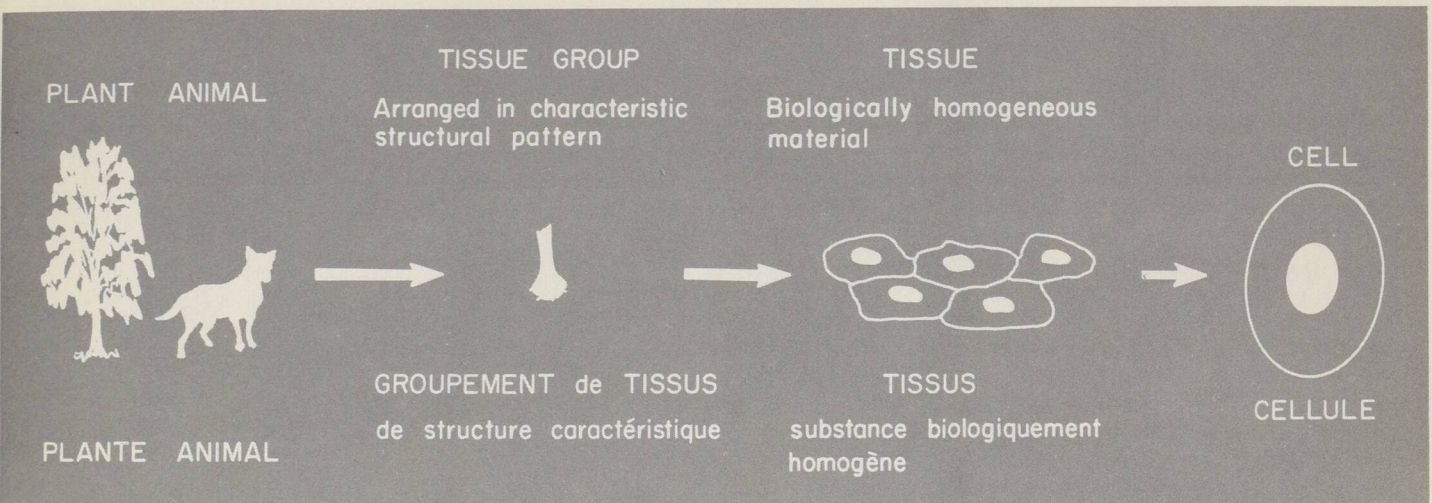 PLANT ANIMAL
TISSUE GROUP
Arranged in characteristic
structural pattern
TISSUE
Biologically homogeneous
material
CELL
PLANTE ANIMAL
GROUPEMENT de TISSUS
de structure caractéristique
TISSUS
substance biologiquement
homogène
CELLULE